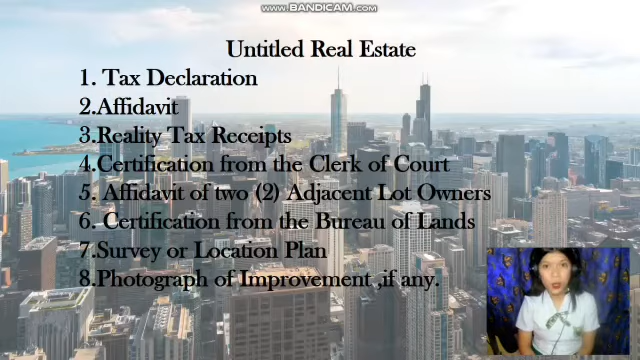 www.BANDICAM.com
Untitled Real Estate
1. Tax Declaration
2.Affidavit
3.Reality Tax Receipts
4.Certification from the Clerk of Court
5. Affidavit of two (2) Adjacent Lot Owners
6. Certification from the Bureau of Lands
7.Survey or Location Plan
8.Photograph of Improvement ,if any.